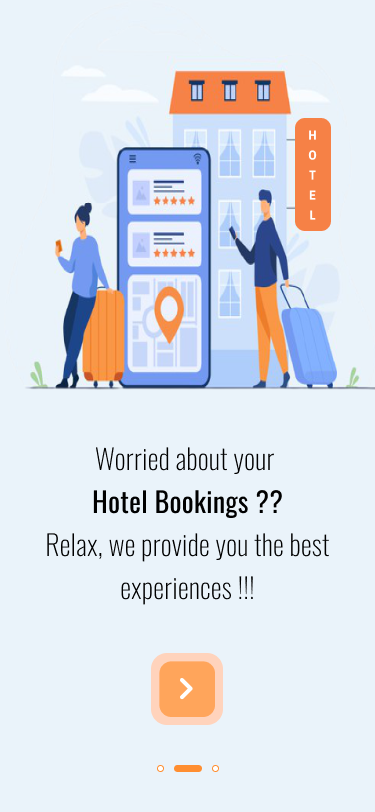 HOTEL
Worried about your
Hotel Bookings ??
Relax, we provide you the best
experiences !!!